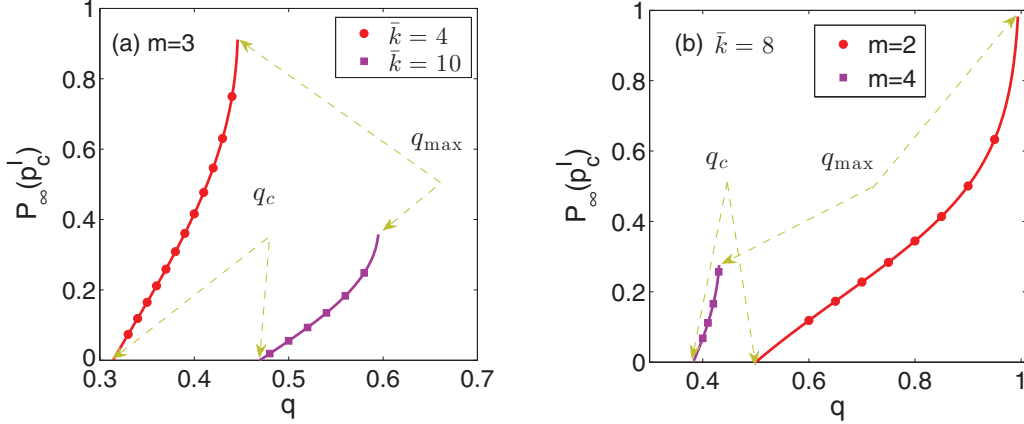 (a) m=3
k̄ = 4
k̄ = 10
q_max
q_c
P∞(p_c^I)
1
0.8
0.6
0.4
0.2
0
0.3
0.4
0.5
0.6
0.7
q
(b) k̄ = 8
m=2
m=4
q_c
q_max
P∞(p_c^I)
1
0.8
0.6
0.4
0.2
0
0.4
0.6
0.8
1
q